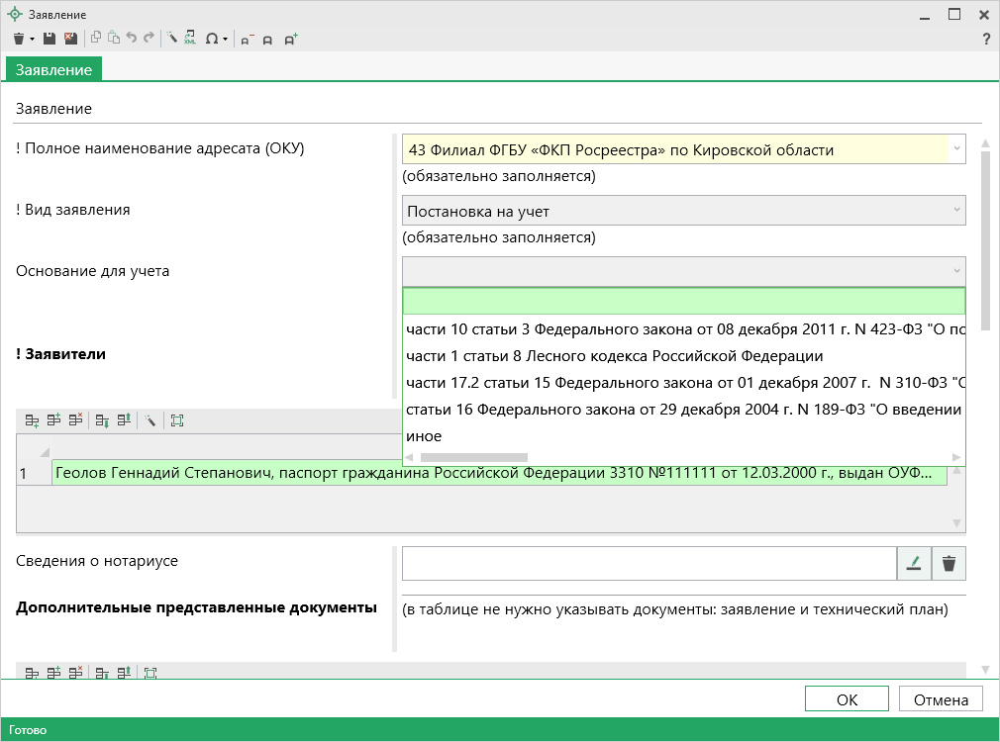 Заявление
?
Заявление
Заявление
! Полное наименование адресата (ОКУ)
43 Филиал ФГБУ «ФКП Росреестра» по Кировской области
(обязательно заполняется)
! Вид заявления
Постановка на учет
(обязательно заполняется)
Основание для учета
части 10 статьи 3 Федерального закона от 08 декабря 2011 г. N 423-ФЗ "О по
части 1 статьи 8 Лесного кодекса Российской Федерации
части 17.2 статьи 15 Федерального закона от 01 декабря 2007 г. N 310-ФЗ "О
статьи 16 Федерального закона от 29 декабря 2004 г. N 189-ФЗ "О введении
иное
! Заявители
1
Геолов Геннадий Степанович, паспорт гражданина Российской Федерации 3310 №111111 от 12.03.2000 г., выдан ОУФ...
Сведения о нотариусе
Дополнительные представленные документы
(в таблице не нужно указывать документы: заявление и технический план)
ОК
Отмена
Готово